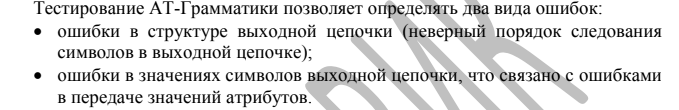 Тестирование АТ-Грамматики позволяет определять два вида ошибок:
• ошибки в структуре выходной цепочки (неверный порядок следования
символов в выходной цепочке);
• ошибки в значениях символов выходной цепочки, что связано с ошибками
в передаче значений атрибутов.